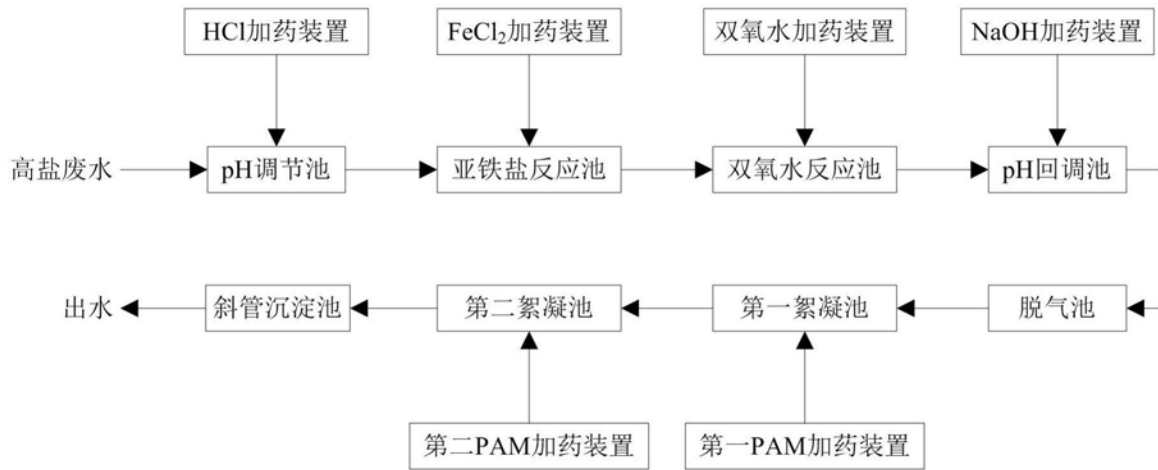 HCl加药装置
FeCl₂加药装置
双氧水加药装置
NaOH加药装置
高盐废水
pH调节池
亚铁盐反应池
双氧水反应池
pH回调池
出水
斜管沉淀池
第二絮凝池
第一絮凝池
脱气池
第二PAM加药装置
第一PAM加药装置